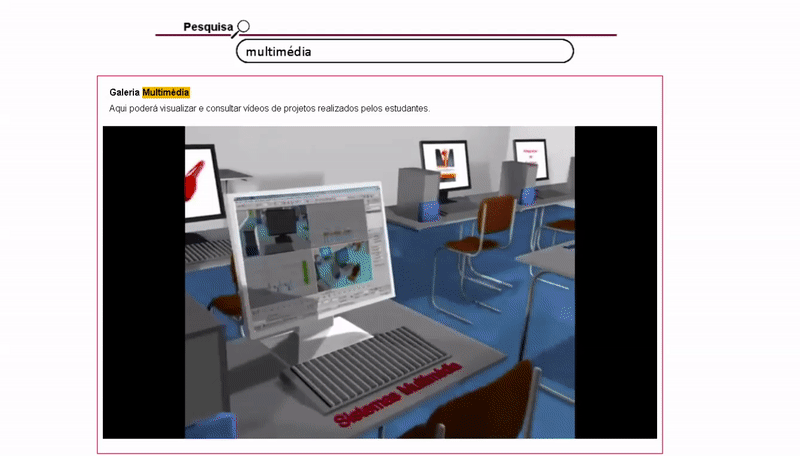 Pesquisa
multimédia
Galeria Multimédia
Aqui poderá visualizar e consultar vídeos de projetos realizados pelos estudantes.
Sistemas Multimédia